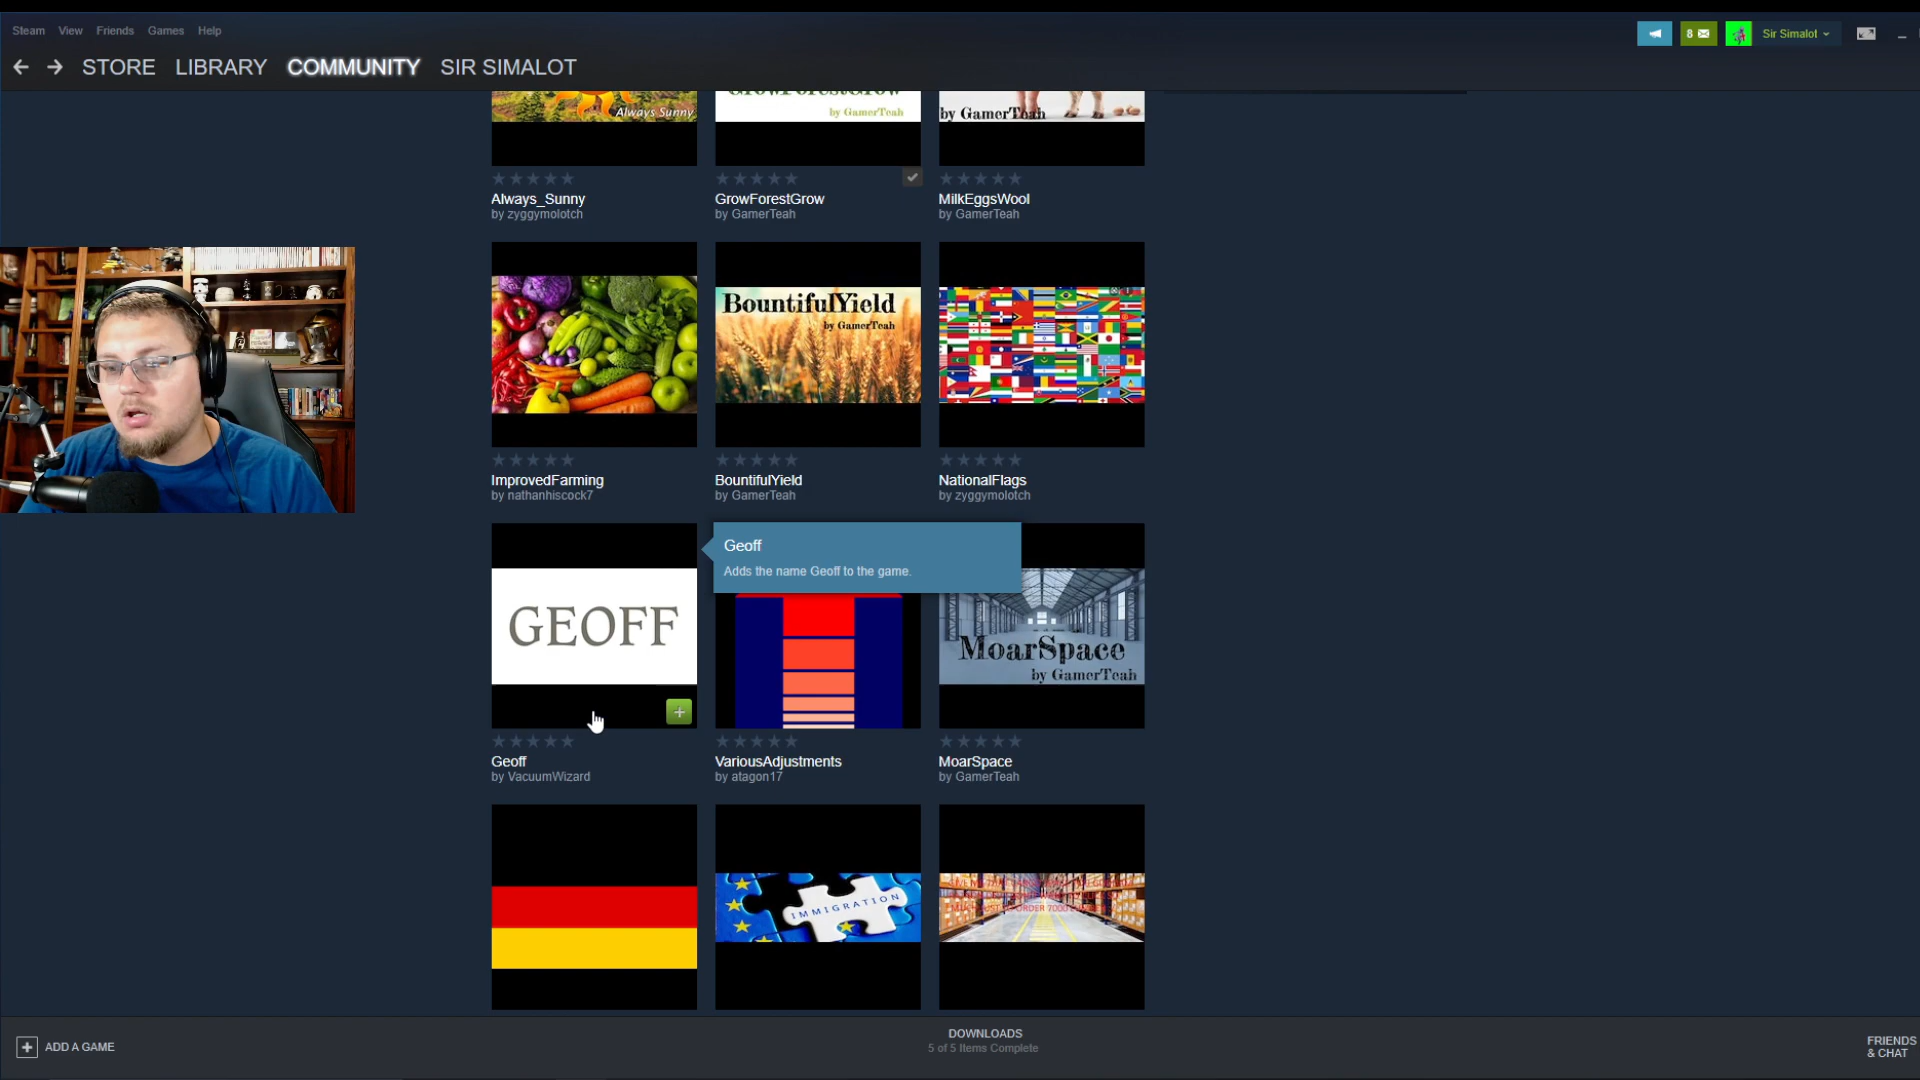 Steam View Friends Games Help
8 Sir Simalot
STORE LIBRARY COMMUNITY SIR SIMALOT
Always Sunny
GrowForestGrow
by GamerTeah
by GamerTeah
Always_Sunny
by zyggymolotch
GrowForestGrow
by GamerTeah
MilkEggsWool
by GamerTeah
BountifulYield
by GamerTeah
ImprovedFarming
by nathanhiscock7
BountifulYield
by GamerTeah
NationalFlags
by zyggymolotch
Geoff
Adds the name Geoff to the game.
GEOFF
MoarSpace
by GamerTeah
Geoff
by VacuumWizard
VariousAdjustments
by atagon17
MoarSpace
by GamerTeah
IMMIGRATION
ORDER 7000
ADD A GAME
DOWNLOADS
5 of 5 Items Complete
FRIENDS
& CHAT